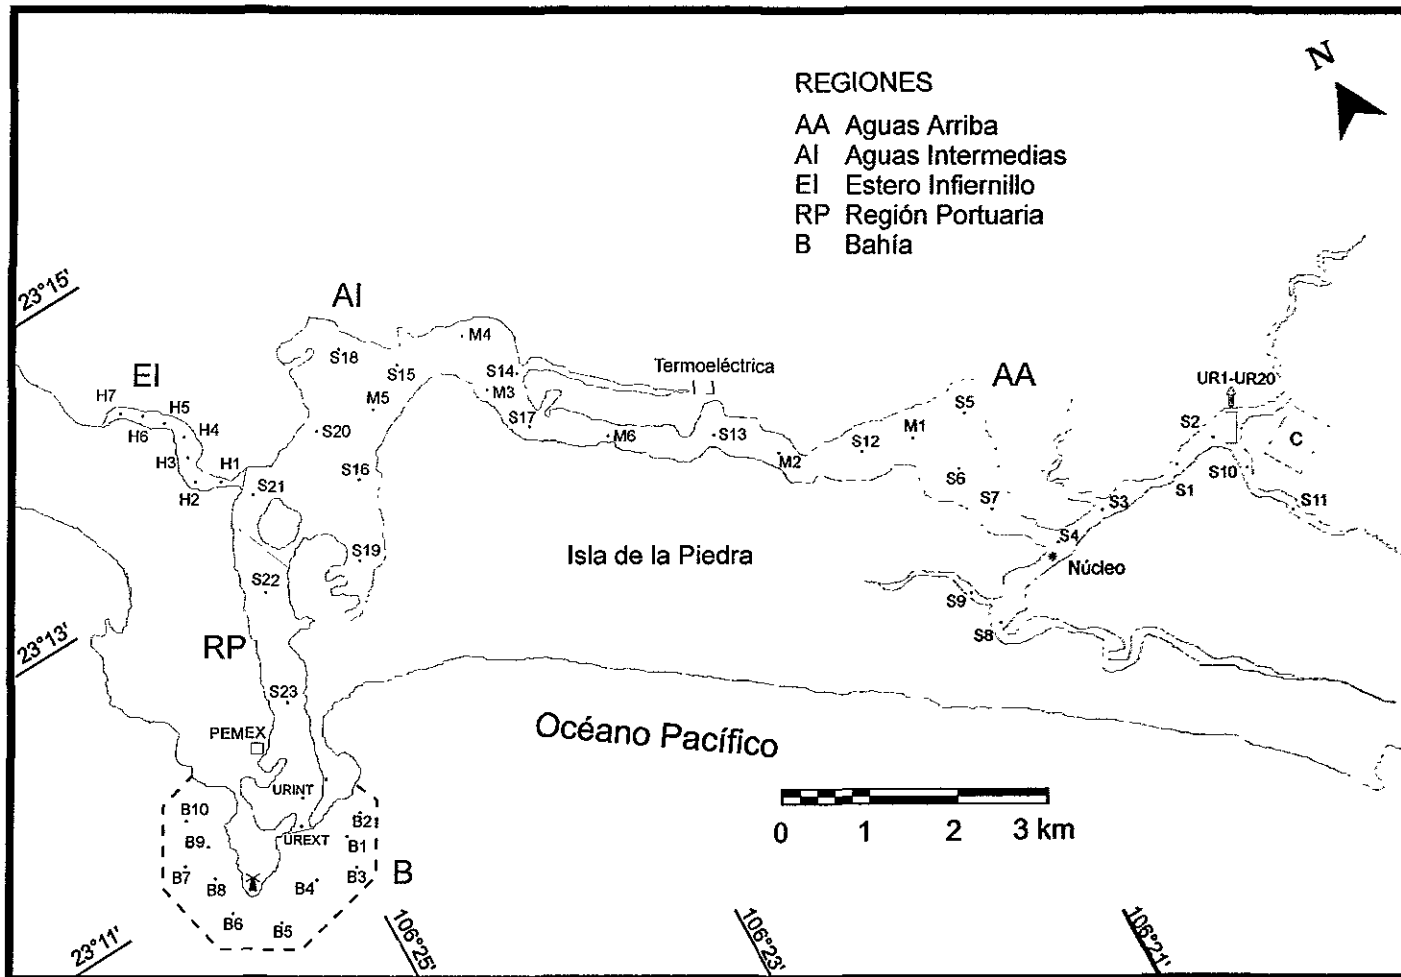 N
REGIONES
AA Aguas Arriba
AI Aguas Intermedias
EI Estero Infiernillo
RP Región Portuaria
B Bahía
23°15'
AI
M4
S18
S15
S14
M3
Termoeléctrica
AA
UR1-UR20
EI
H7
H5
H6
H4
H3
H1
H2
M5
S20
S17
M6
S13
M2
S12
M1
S5
S2
C
S16
S21
S6
S7
S3
S1
S10
S11
S4
Núcleo
S19
S22
Isla de la Piedra
S9
S8
23°13'
RP
S23
PEMEX
Océano Pacífico
URINT
UREXT
0 1 2 3 km
B10
B2
B9
B1
B7
B8
B4
B3
B
B6
B5
23°11'
106°25'
106°23'
106°21'